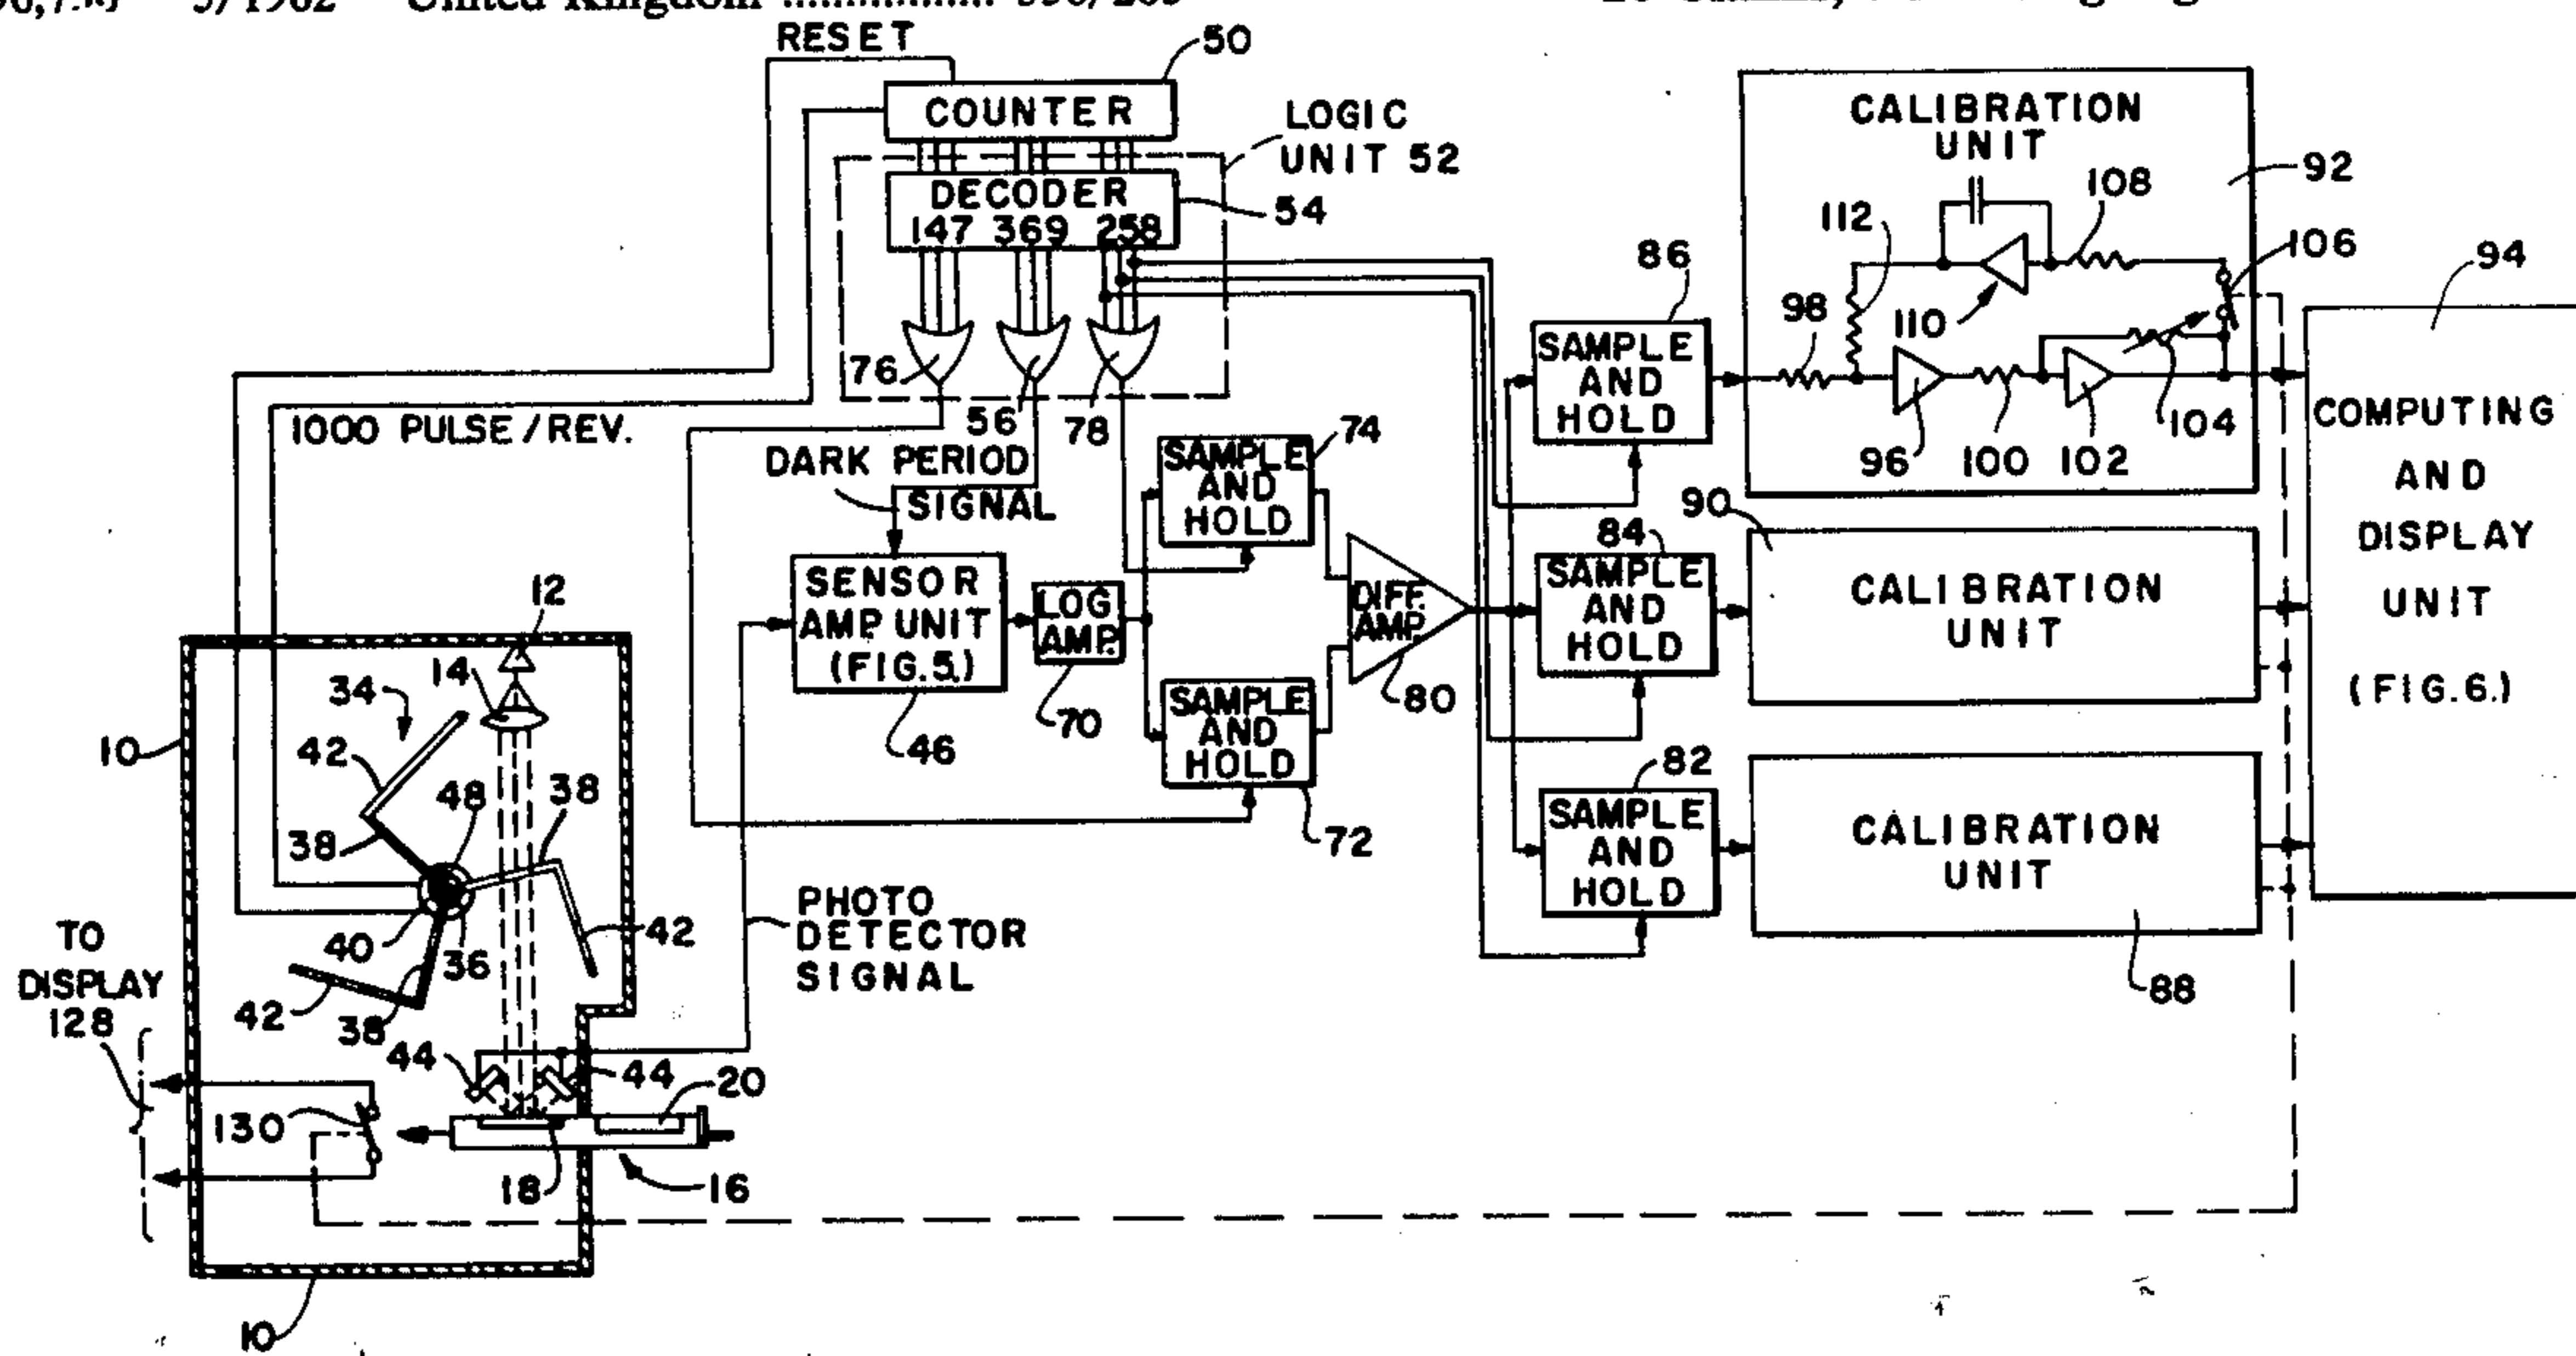 5/1962 United Kingdom
RESET
50
COUNTER
LOGIC
UNIT 52
DECODER
54
147 369 258
76
56
78
1000 PULSE/REV.
DARK PERIOD
SIGNAL
SENSOR
AMP UNIT
(FIG.5.)
46
LOG
AMP.
70
SAMPLE
AND
HOLD
74
SAMPLE
AND
HOLD
72
DIFF.
AMP.
80
86
SAMPLE
AND
HOLD
84
SAMPLE
AND
HOLD
82
SAMPLE
AND
HOLD
CALIBRATION
UNIT
92
108
112
106
98
110
96
100
102
104
90
CALIBRATION
UNIT
CALIBRATION
UNIT
88
94
COMPUTING
AND
DISPLAY
UNIT
(FIG.6.)
12
14
34
10
42
48
38
38
40
36
42
42
38
TO
DISPLAY
128
44
44
20
130
18
16
10
PHOTO
DETECTOR
SIGNAL